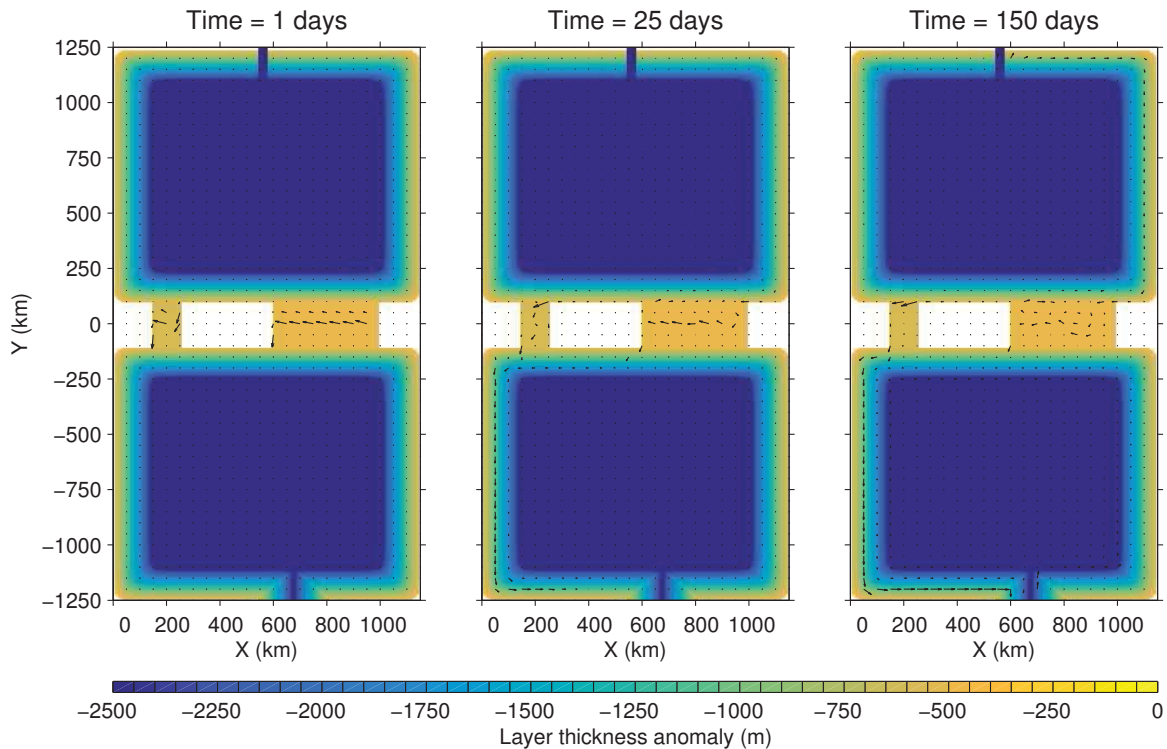 Time = 1 days
Time = 25 days
Time = 150 days
1250
1000
750
500
250
0
−250
−500
−750
−1000
−1250
Y (km)
0 200 400 600 800 1000
0 200 400 600 800 1000
0 200 400 600 800 1000
X (km)
X (km)
X (km)
−2500 −2250 −2000 −1750 −1500 −1250 −1000 −750 −500 −250 0
Layer thickness anomaly (m)